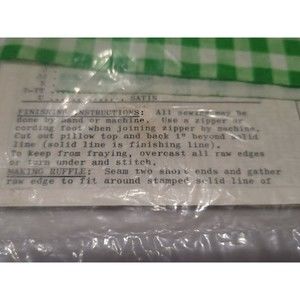 SATIN
FINISHING INSTRUCTIONS: All sewing may be
done by hand or machine. Use a zipper or
cording foot when joining zipper by machine.
Cut out pillow top and back 1" beyond solid
line (solid line is finishing line).
To keep from fraying, overcast all raw edges
or turn under and stitch.
MAKING RUFFLE: Seam two short ends and gather
raw edge to fit around stamped solid line of